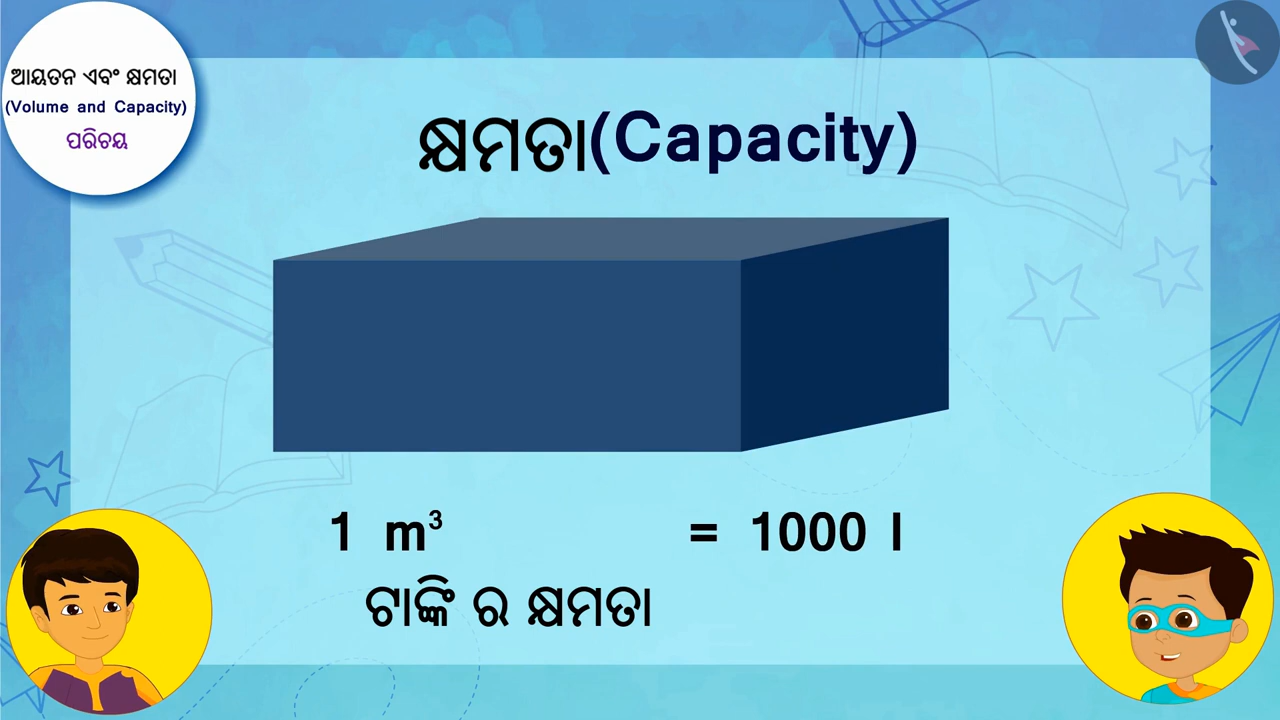 ଆୟତନ ଏବଂ କ୍ଷମତା
(Volume and Capacity)
ପରିଚୟ
କ୍ଷମତା(Capacity)
1 m³ = 1000 l
ଟାଙ୍କି ର କ୍ଷମତା